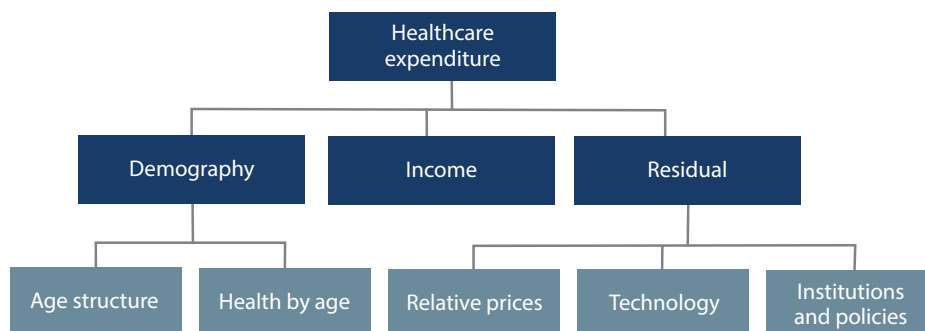 Healthcare
expenditure
Demography
Income
Residual
Age structure
Health by age
Relative prices
Technology
Institutions
and policies